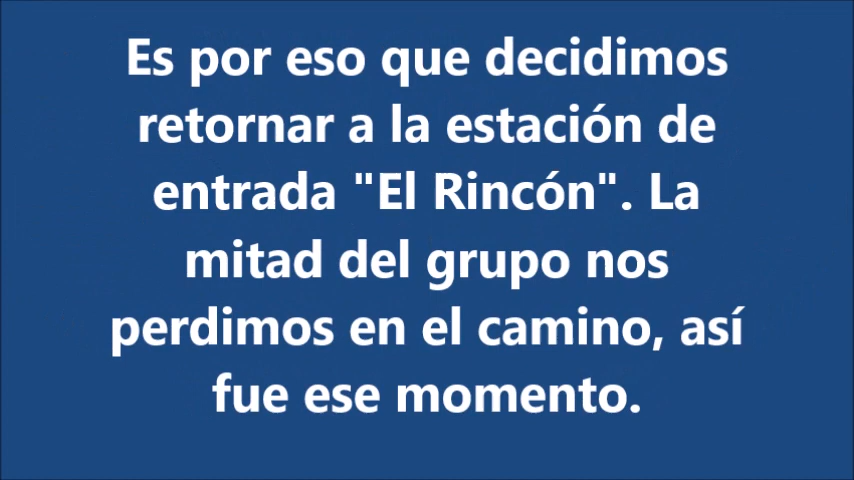 Es por eso que decidimos
retornar a la estación de
entrada "El Rincón". La
mitad del grupo nos
perdimos en el camino, así
fue ese momento.